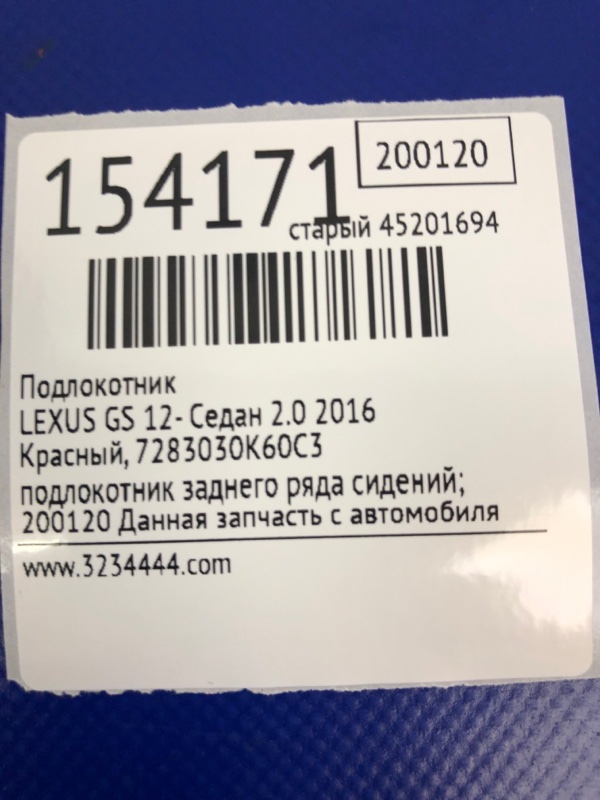 154171
200120
старый 45201694
Подлокотник
LEXUS GS 12- Седан 2.0 2016
Красный, 7283030K60C3
подлокотник заднего ряда сидений;
200120 Данная запчасть с автомобиля
www.3234444.com